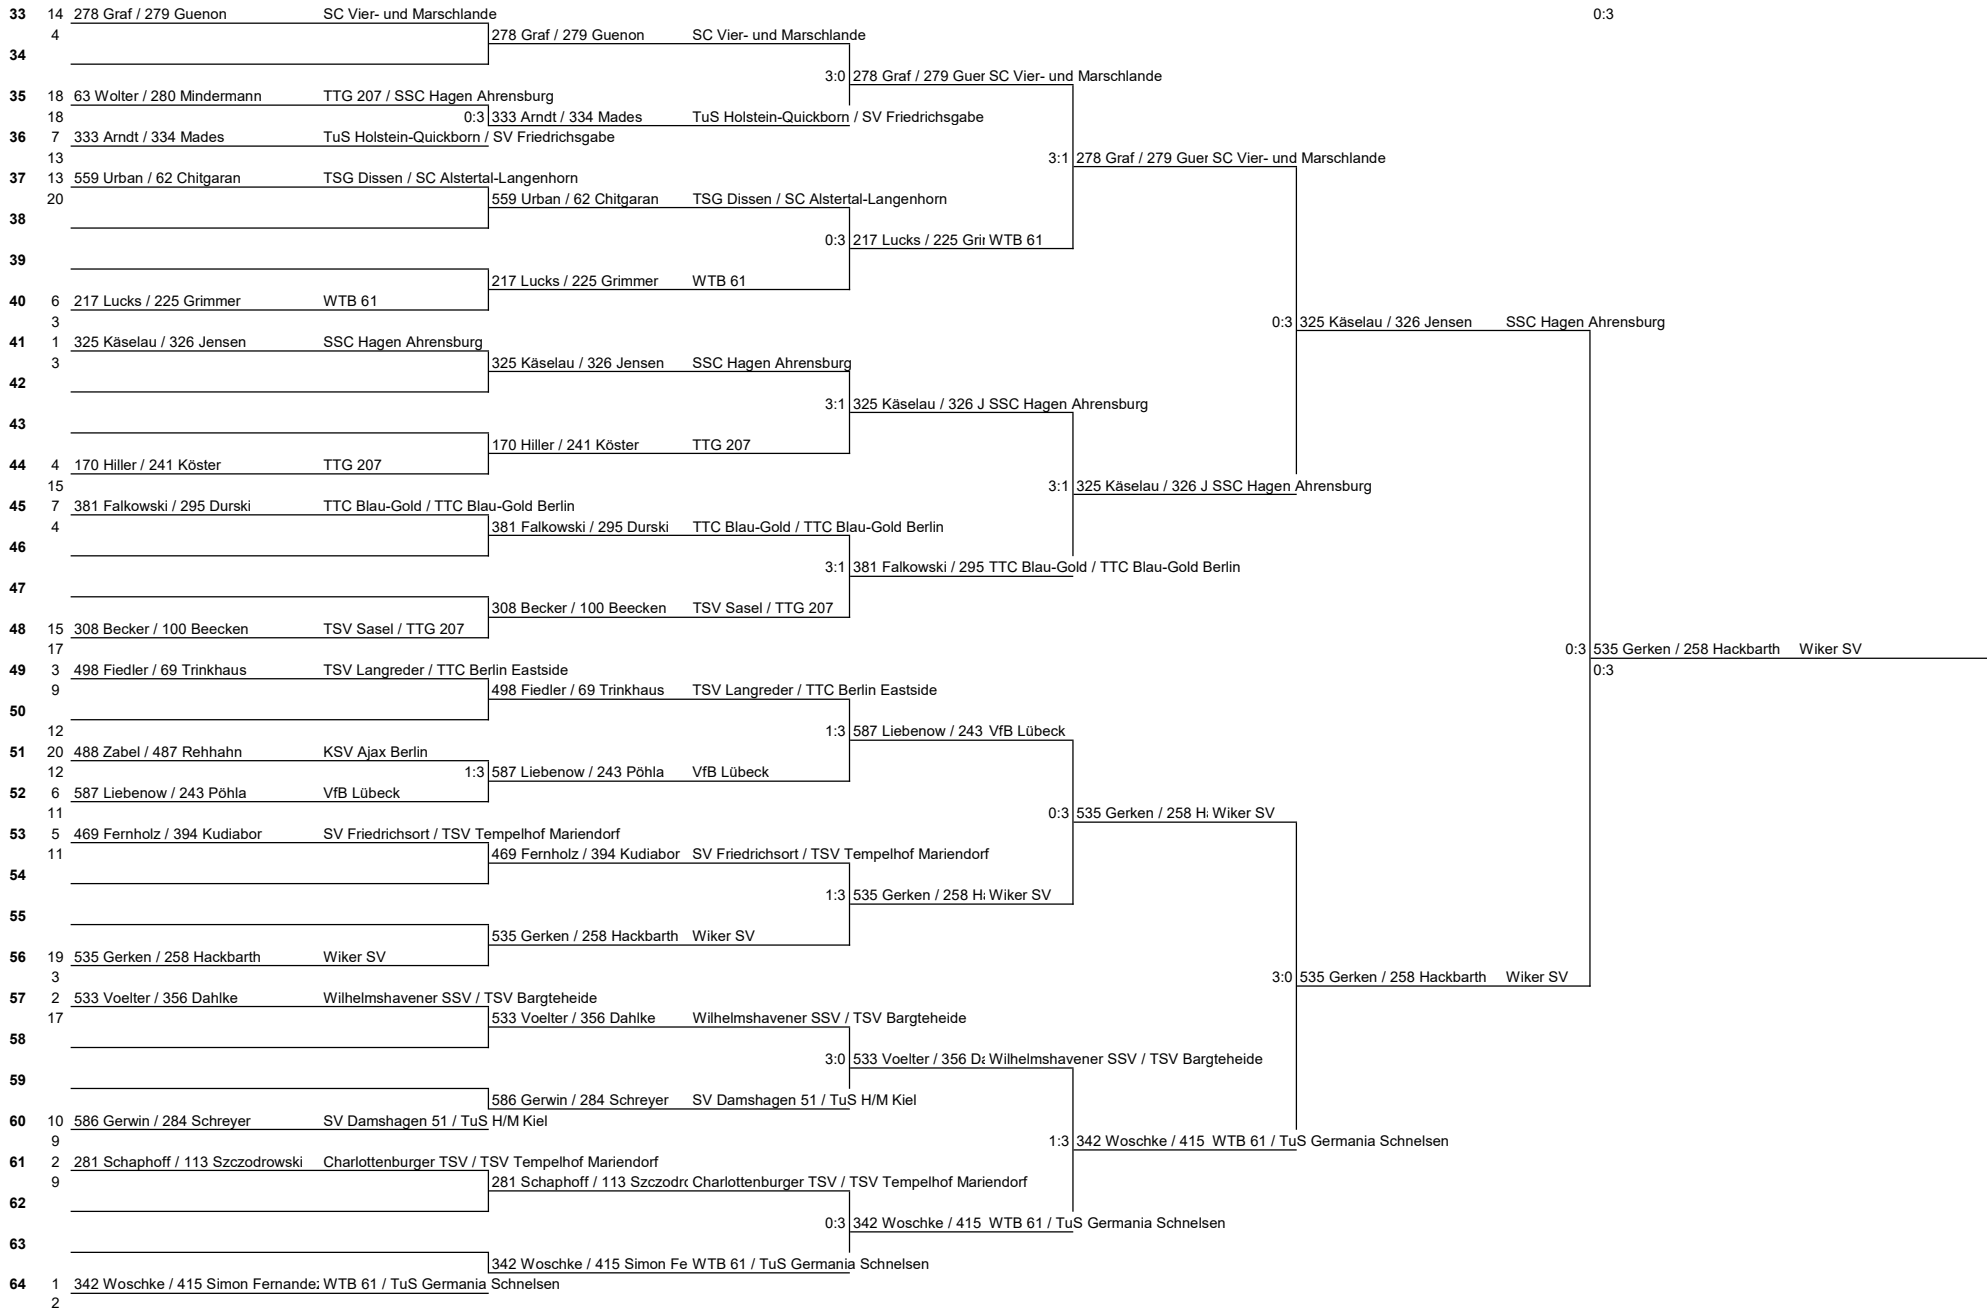 33 14 278 Graf / 279 Guenon SC Vier- und Marschlande 0:3
4 278 Graf / 279 Guenon SC Vier- und Marschlande
34
3:0 278 Graf / 279 Guer SC Vier- und Marschlande
35 18 63 Wolter / 280 Mindermann TTG 207 / SSC Hagen Ahrensburg
18 0:3 333 Arndt / 334 Mades TuS Holstein-Quickborn / SV Friedrichsgabe
36 7 333 Arndt / 334 Mades TuS Holstein-Quickborn / SV Friedrichsgabe
13 3:1 278 Graf / 279 Guer SC Vier- und Marschlande
37 13 559 Urban / 62 Chitgaran TSG Dissen / SC Alstertal-Langenhorn
20 559 Urban / 62 Chitgaran TSG Dissen / SC Alstertal-Langenhorn
38
0:3 217 Lucks / 225 Gri WTB 61
39
217 Lucks / 225 Grimmer WTB 61
40 6 217 Lucks / 225 Grimmer WTB 61
3 0:3 325 Käselau / 326 Jensen SSC Hagen Ahrensburg
41 1 325 Käselau / 326 Jensen SSC Hagen Ahrensburg
3 325 Käselau / 326 Jensen SSC Hagen Ahrensburg
42
3:1 325 Käselau / 326 J SSC Hagen Ahrensburg
43
170 Hiller / 241 Köster TTG 207
44 4 170 Hiller / 241 Köster TTG 207
15 3:1 325 Käselau / 326 J SSC Hagen Ahrensburg
45 7 381 Falkowski / 295 Durski TTC Blau-Gold / TTC Blau-Gold Berlin
4 381 Falkowski / 295 Durski TTC Blau-Gold / TTC Blau-Gold Berlin
46
3:1 381 Falkowski / 295 TTC Blau-Gold / TTC Blau-Gold Berlin
47
308 Becker / 100 Beecken TSV Sasel / TTG 207
48 15 308 Becker / 100 Beecken TSV Sasel / TTG 207
17 0:3 535 Gerken / 258 Hackbarth Wiker SV
49 3 498 Fiedler / 69 Trinkhaus TSV Langreder / TTC Berlin Eastside 0:3
9 498 Fiedler / 69 Trinkhaus TSV Langreder / TTC Berlin Eastside
50
12 1:3 587 Liebenow / 243 VfB Lübeck
51 20 488 Zabel / 487 Rehhahn KSV Ajax Berlin
12 1:3 587 Liebenow / 243 Pöhla VfB Lübeck
52 6 587 Liebenow / 243 Pöhla VfB Lübeck
11 0:3 535 Gerken / 258 H Wiker SV
53 5 469 Fernholz / 394 Kudiabor SV Friedrichsort / TSV Tempelhof Mariendorf
11 469 Fernholz / 394 Kudiabor SV Friedrichsort / TSV Tempelhof Mariendorf
54
1:3 535 Gerken / 258 H Wiker SV
55
535 Gerken / 258 Hackbarth Wiker SV
56 19 535 Gerken / 258 Hackbarth Wiker SV
3 3:0 535 Gerken / 258 Hackbarth Wiker SV
57 2 533 Voelter / 356 Dahlke Wilhelmshavener SSV / TSV Bargteheide
17 533 Voelter / 356 Dahlke Wilhelmshavener SSV / TSV Bargteheide
58
3:0 533 Voelter / 356 Da Wilhelmshavener SSV / TSV Bargteheide
59
586 Gerwin / 284 Schreyer SV Damshagen 51 / TuS H/M Kiel
60 10 586 Gerwin / 284 Schreyer SV Damshagen 51 / TuS H/M Kiel
9 1:3 342 Woschke / 415 WTB 61 / TuS Germania Schnelsen
61 2 281 Schaphoff / 113 Szczodrowski Charlottenburger TSV / TSV Tempelhof Mariendorf
9 281 Schaphoff / 113 Szczodro Charlottenburger TSV / TSV Tempelhof Mariendorf
62
0:3 342 Woschke / 415 WTB 61 / TuS Germania Schnelsen
63
342 Woschke / 415 Simon Fe WTB 61 / TuS Germania Schnelsen
64 1 342 Woschke / 415 Simon Fernandez WTB 61 / TuS Germania Schnelsen
2